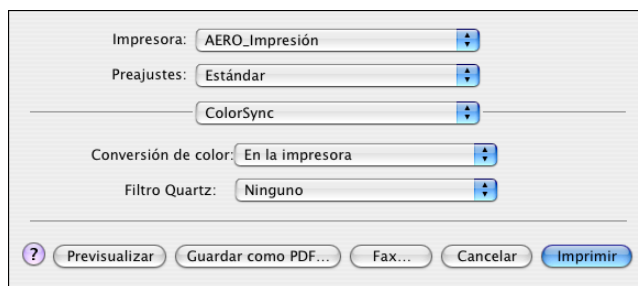 Impresora: AERO_Impresión
Preajustes: Estándar
ColorSync
Conversión de color: En la impresora
Filtro Quartz: Ninguno
? Previsualizar Guardar como PDF... Fax... Cancelar Imprimir